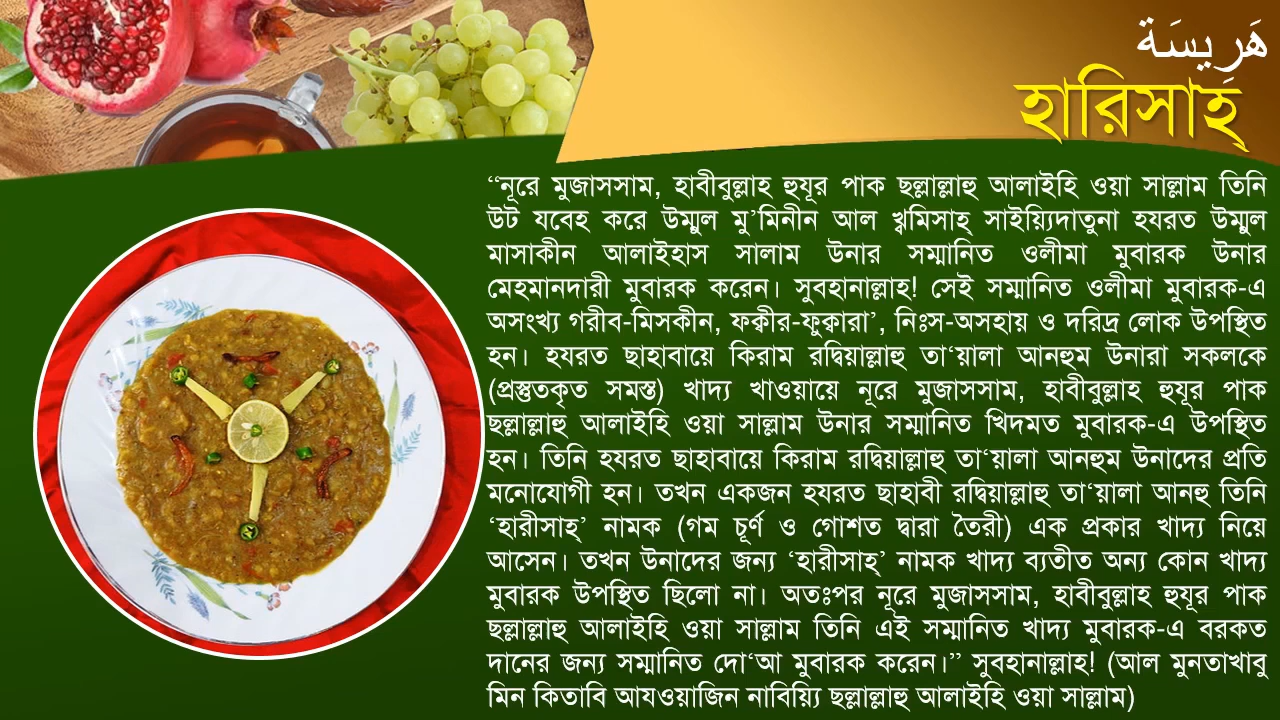 هَرِيسَة
হারিসাহ্
“নূরে মুজাসসাম, হাবীবুল্লাহ হুযূর পাক ছল্লাল্লাহু আলাইহি ওয়া সাল্লাম তিনি
উট যবেহ করে উম্মুল মু’মিনীন আল খ্বমিসাহ্ সাইয়্যিদাতুনা হযরত উম্মুল
মাসাকীন আলাইহাস সালাম উনার সম্মানিত ওলীমা মুবারক উনার
মেহমানদারী মুবারক করেন। সুবহানাল্লাহ! সেই সম্মানিত ওলীমা মুবারক-এ
অসংখ্য গরীব-মিসকীন, ফক্বীর-ফুক্বারা’, নিঃস-অসহায় ও দরিদ্র লোক উপস্থিত
হন। হযরত ছাহাবায়ে কিরাম রদ্বিয়াল্লাহু তা‘য়ালা আনহুম উনারা সকলকে
(প্রস্তুতকৃত সমস্ত) খাদ্য খাওয়ায়ে নূরে মুজাসসাম, হাবীবুল্লাহ হুযূর পাক
ছল্লাল্লাহু আলাইহি ওয়া সাল্লাম উনার সম্মানিত খিদমত মুবারক-এ উপস্থিত
হন। তিনি হযরত ছাহাবায়ে কিরাম রদ্বিয়াল্লাহু তা‘য়ালা আনহুম উনাদের প্রতি
মনোযোগী হন। তখন একজন হযরত ছাহাবী রদ্বিয়াল্লাহু তা‘য়ালা আনহু তিনি
‘হারীসাহ্’ নামক (গম চূর্ণ ও গোশত দ্বারা তৈরী) এক প্রকার খাদ্য নিয়ে
আসেন। তখন উনাদের জন্য ‘হারীসাহ্’ নামক খাদ্য ব্যতীত অন্য কোন খাদ্য
মুবারক উপস্থিত ছিলো না। অতঃপর নূরে মুজাসসাম, হাবীবুল্লাহ হুযূর পাক
ছল্লাল্লাহু আলাইহি ওয়া সাল্লাম তিনি এই সম্মানিত খাদ্য মুবারক-এ বরকত
দানের জন্য সম্মানিত দো‘আ মুবারক করেন।” সুবহানাল্লাহ! (আল মুনতাখাবু
মিন কিতাবি আযওয়াজিন নাবিয়্যি ছল্লাল্লাহু আলাইহি ওয়া সাল্লাম)